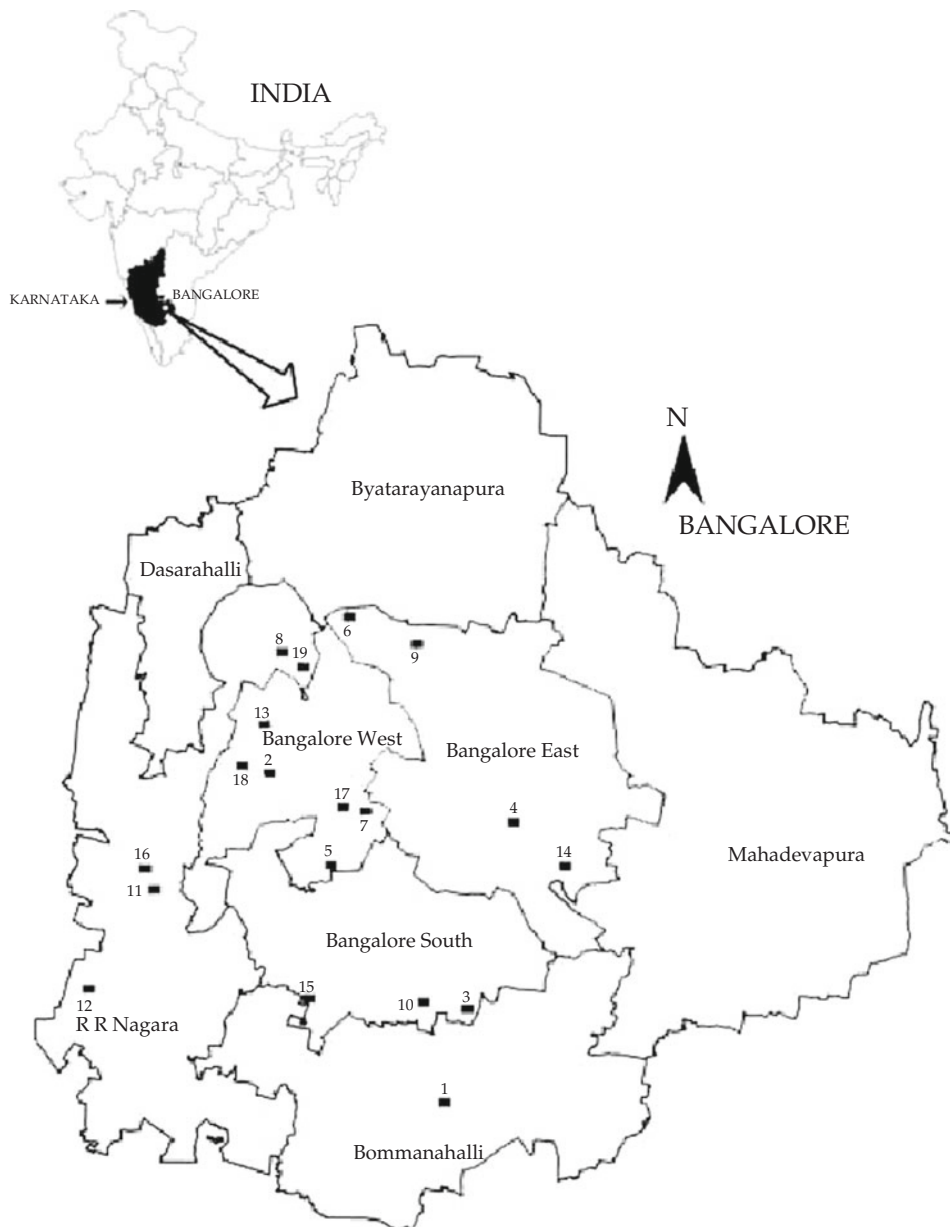 INDIA
KARNATAKA
BANGALORE
N
BANGALORE
Byatarayanapura
Dasarahalli
6
8
9
19
13
Bangalore West
Bangalore East
18
2
17
7
4
Mahadevapura
16
5
14
11
Bangalore South
15
10
3
12
R R Nagara
1
Bommanahalli